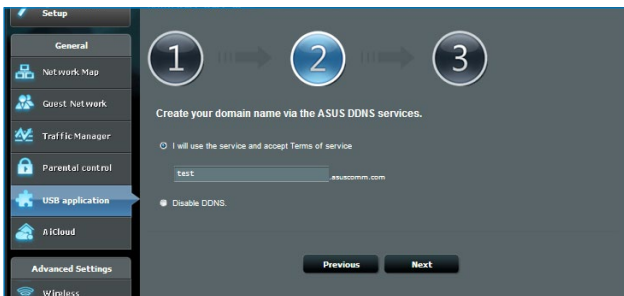 Setup
General
Network Map
Guest Network
Traffic Manager
Parental control
USB application
AiCloud
Advanced Settings
Wireless
1 2 3
Create your domain name via the ASUS DDNS services.
I will use the service and accept Terms of service
test .asuscomm.com
Disable DDNS.
Previous Next